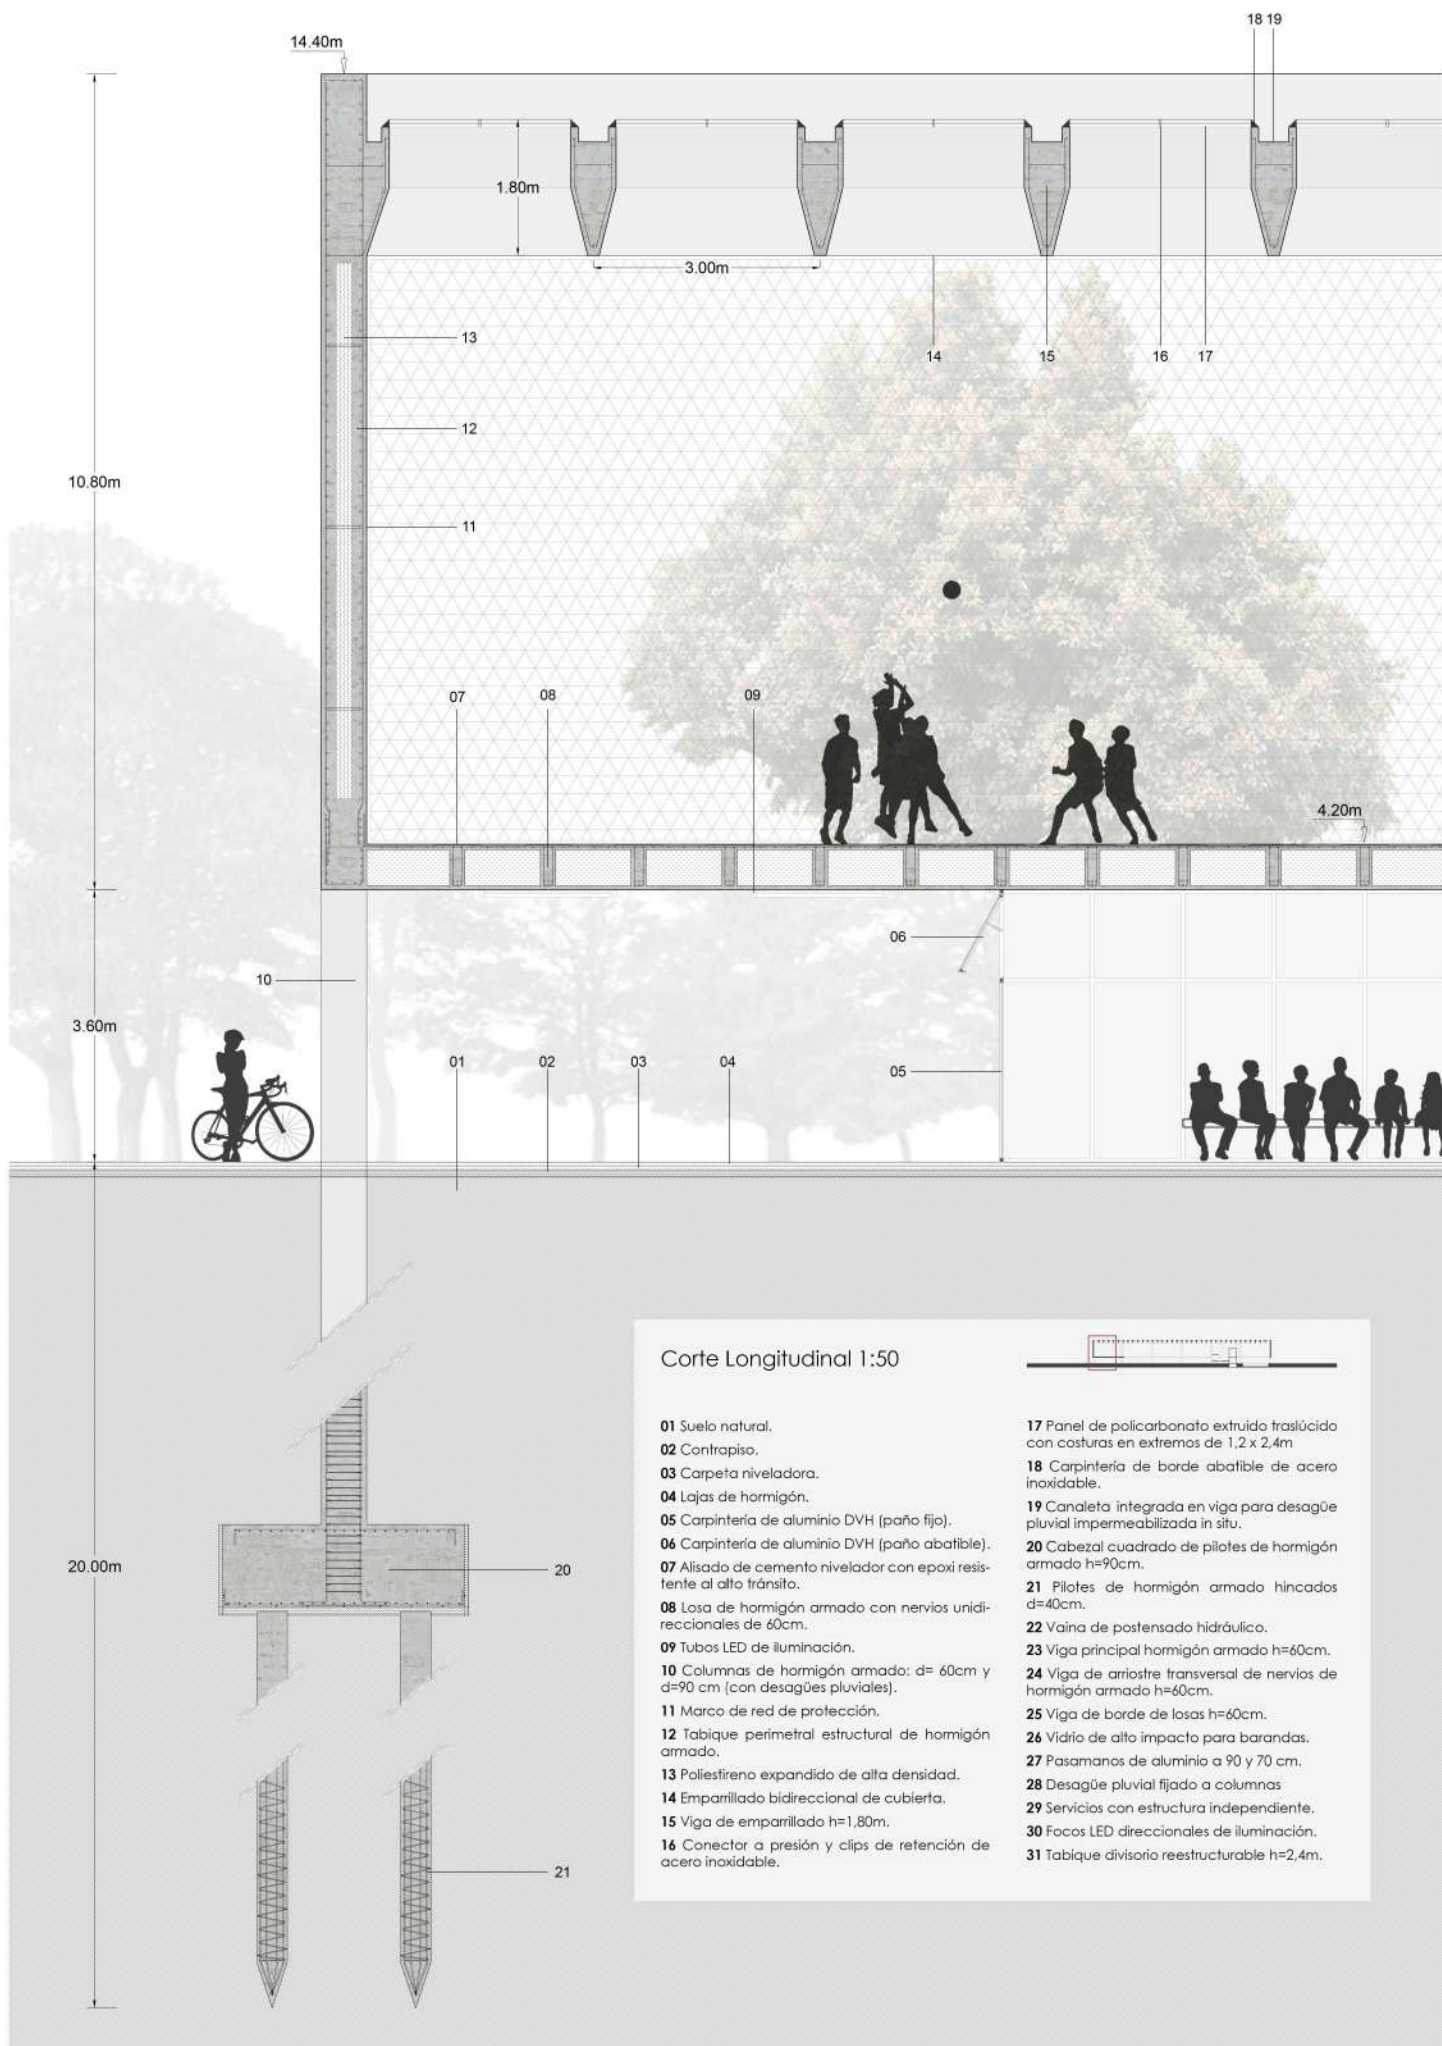 18 19
14.40m
1.80m
3.00m
13
14
15
16
17
12
10.80m
11
07
08
09
4.20m
06
10
3.60m
01
02
03
04
05
Corte Longitudinal 1:50
01 Suelo natural.
02 Contrapiso.
03 Carpeta niveladora.
04 Lajas de hormigón.
05 Carpintería de aluminio DVH (paño fijo).
06 Carpintería de aluminio DVH (paño abatible).
07 Alisado de cemento nivelador con epoxi resis-
tente al alto tránsito.
08 Losa de hormigón armado con nervios unidi-
reccionales de 60cm.
09 Tubos LED de iluminación.
10 Columnas de hormigón armado: d= 60cm y
d=90 cm (con desagües pluviales).
11 Marco de red de protección.
12 Tabique perimetral estructural de hormigón
armado.
13 Poliestireno expandido de alta densidad.
14 Emparrillado bidireccional de cubierta.
15 Viga de emparrillado h=1,80m.
16 Conector a presión y clips de retención de
acero inoxidable.
17 Panel de policarbonato extruido traslúcido
con costuras en extremos de 1,2 x 2,4m
18 Carpintería de borde abatible de acero
inoxidable.
19 Canaleta integrada en viga para desagüe
pluvial impermeabilizada in situ.
20 Cabezal cuadrado de pilotes de hormigón
armado h=90cm.
21 Pilotes de hormigón armado hincados
d=40cm.
22 Vaina de postensado hidráulico.
23 Viga principal hormigón armado h=60cm.
24 Viga de arriostre transversal de nervios de
hormigón armado h=60cm.
25 Viga de borde de losas h=60cm.
26 Vidrio de alto impacto para barandas.
27 Pasamanos de aluminio a 90 y 70 cm.
28 Desagüe pluvial fijado a columnas
29 Servicios con estructura independiente.
30 Focos LED direccionales de iluminación.
31 Tabique divisorio reestructurable h=2,4m.
20.00m
20
21